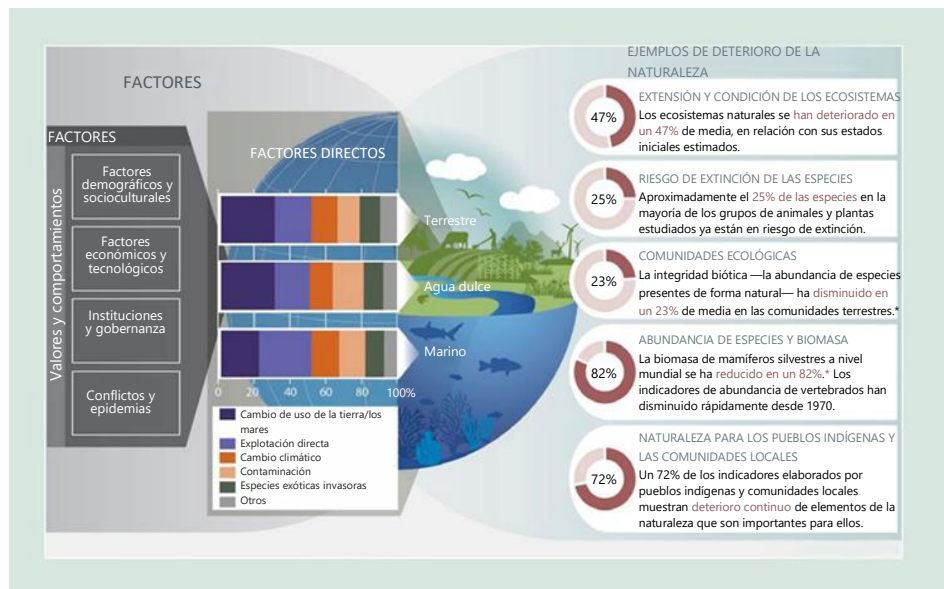 FACTORES
FACTORES
Valores y comportamientos
Factores
demográficos y
socioculturales
Factores
económicos y
tecnológicos
Instituciones
y gobernanza
Conflictos y
epidemias
FACTORES DIRECTOS
Terrestre
Agua dulce
Marino
0 20 40 60 80 100%
Cambio de uso de la tierra/los
mares
Explotación directa
Cambio climático
Contaminación
Especies exóticas invasoras
Otros
EJEMPLOS DE DETERIORO DE LA
NATURALEZA
47%
EXTENSIÓN Y CONDICIÓN DE LOS ECOSISTEMAS
Los ecosistemas naturales se han deteriorado en
un 47% de media, en relación con sus estados
iniciales estimados.
25%
RIESGO DE EXTINCIÓN DE LAS ESPECIES
Aproximadamente el 25% de las especies en la
mayoría de los grupos de animales y plantas
estudiados ya están en riesgo de extinción.
23%
COMUNIDADES ECOLÓGICAS
La integridad biótica —la abundancia de especies
presentes de forma natural— ha disminuido en
un 23% de media en las comunidades terrestres.*
82%
ABUNDANCIA DE ESPECIES Y BIOMASA
La biomasa de mamíferos silvestres a nivel
mundial se ha reducido en un 82%.* Los
indicadores de abundancia de vertebrados han
disminuido rápidamente desde 1970.
72%
NATURALEZA PARA LOS PUEBLOS INDÍGENAS Y
LAS COMUNIDADES LOCALES
Un 72% de los indicadores elaborados por
pueblos indígenas y comunidades locales
muestran deterioro continuo de elementos de la
naturaleza que son importantes para ellos.